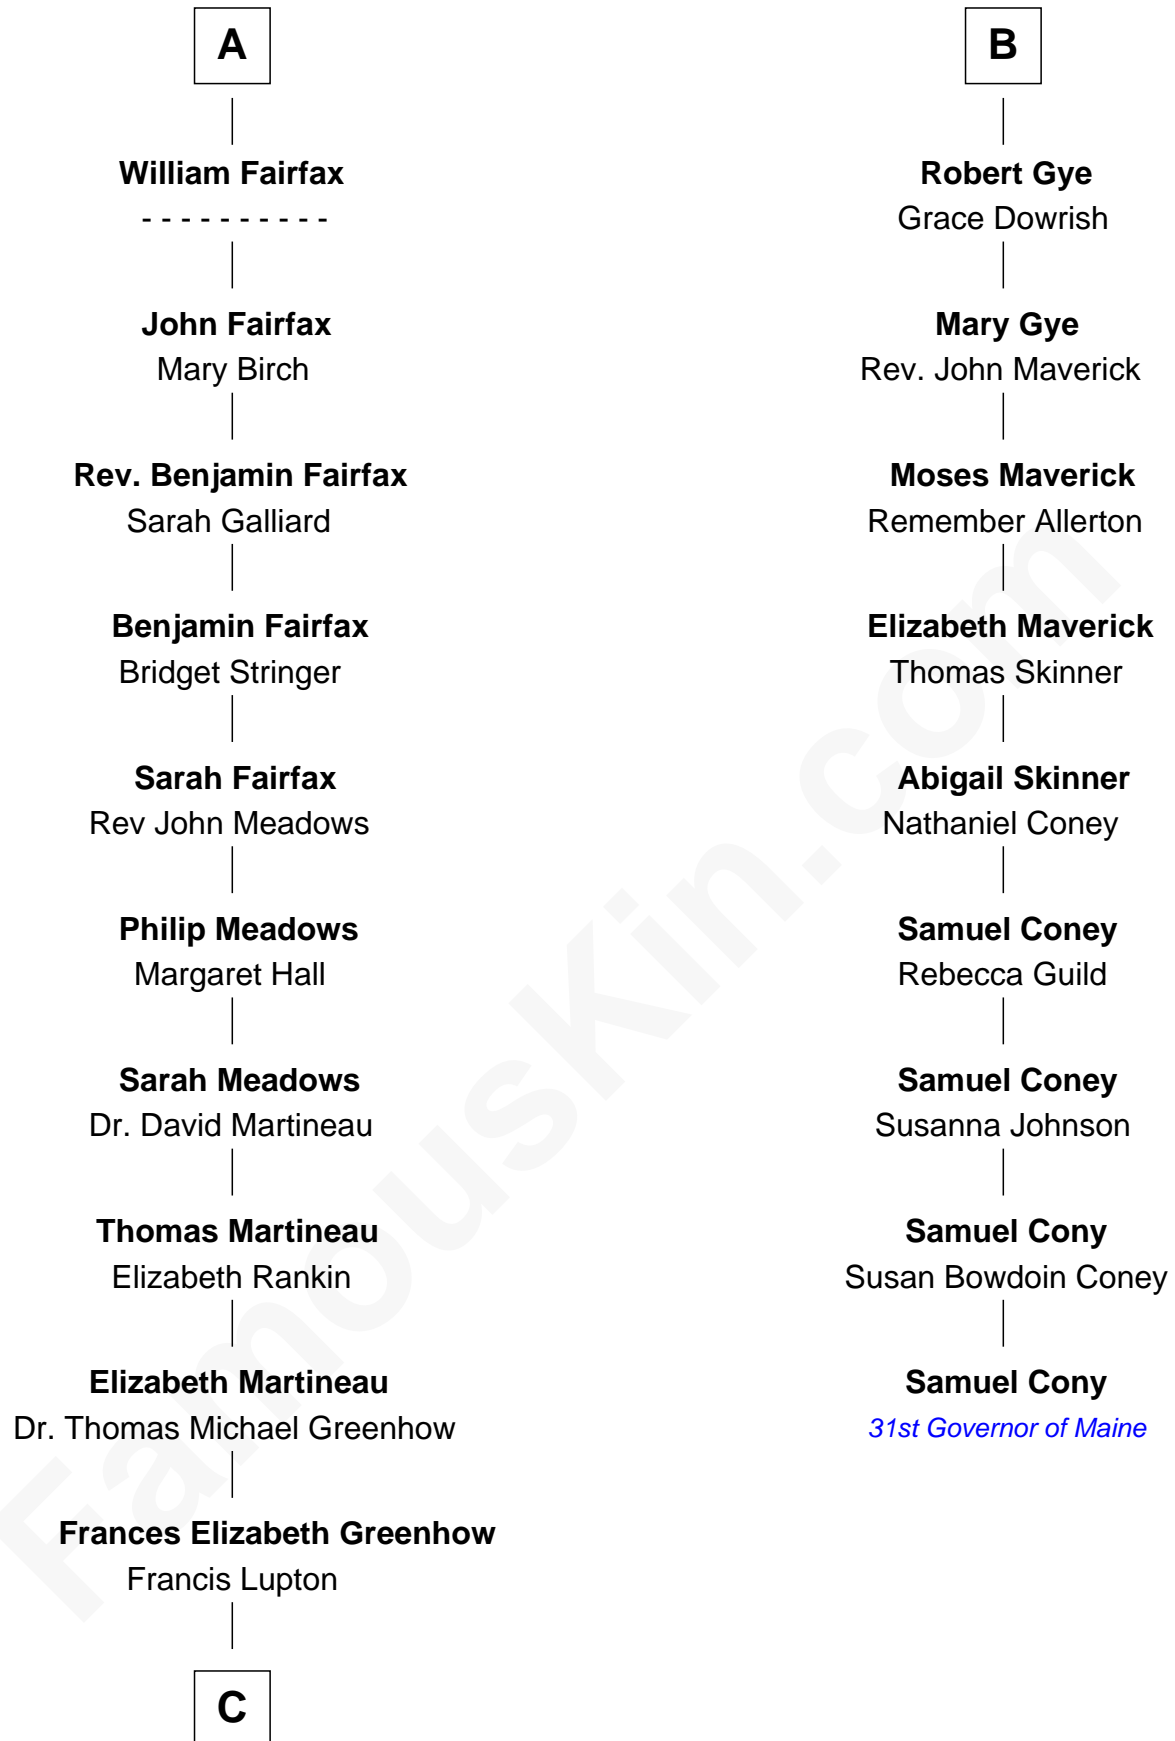 A
William Fairfax
- - - - - - - - - -
John Fairfax
Mary Birch
Rev. Benjamin Fairfax
Sarah Galliard
Benjamin Fairfax
Bridget Stringer
Sarah Fairfax
Rev John Meadows
Philip Meadows
Margaret Hall
Sarah Meadows
Dr. David Martineau
Thomas Martineau
Elizabeth Rankin
Elizabeth Martineau
Dr. Thomas Michael Greenhow
Frances Elizabeth Greenhow
Francis Lupton
C
B
Robert Gye
Grace Dowrish
Mary Gye
Rev. John Maverick
Moses Maverick
Remember Allerton
Elizabeth Maverick
Thomas Skinner
Abigail Skinner
Nathaniel Coney
Samuel Coney
Rebecca Guild
Samuel Coney
Susanna Johnson
Samuel Cony
Susan Bowdoin Coney
Samuel Cony
31st Governor of Maine
FamousKin.com